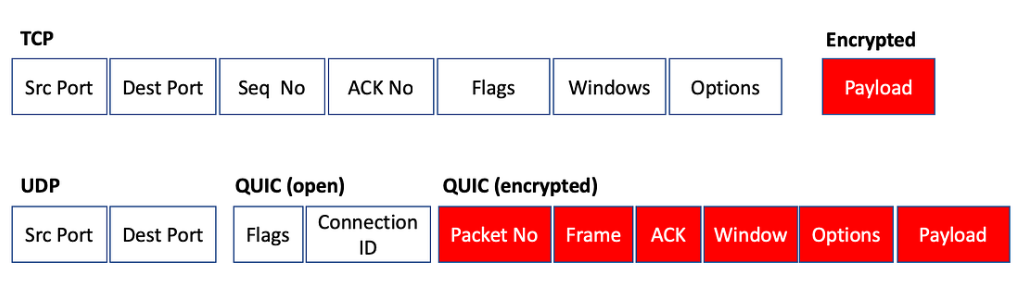 TCP
Encrypted
Src Port
Dest Port
Seq No
ACK No
Flags
Windows
Options
Payload
UDP
QUIC (open)
QUIC (encrypted)
Src Port
Dest Port
Flags
Connection
ID
Packet No
Frame
ACK
Window
Options
Payload